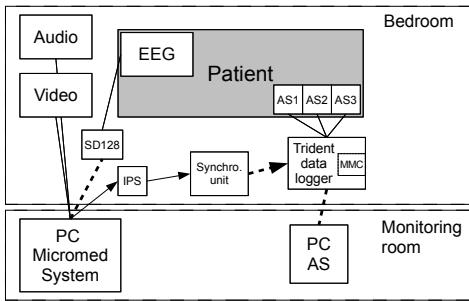 Bedroom
Audio
EEG
Patient
Video
AS1 AS2 AS3
SD128
Trident
data
logger
MMC
IPS
Synchro.
unit
Monitoring
room
PC
Micromed
System
PC
AS